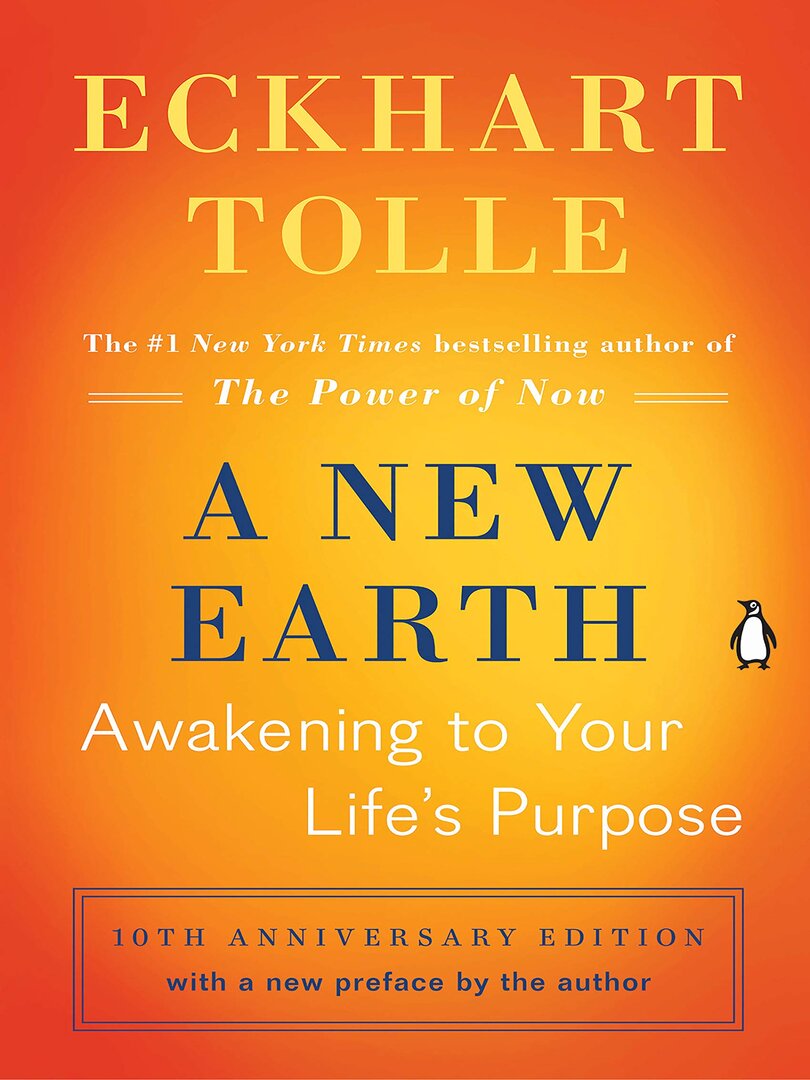 ECKHART
TOLLE
The #1 New York Times bestselling author of
The Power of Now
A NEW
EARTH
Awakening to Your
Life’s Purpose
10TH ANNIVERSARY EDITION
with a new preface by the author